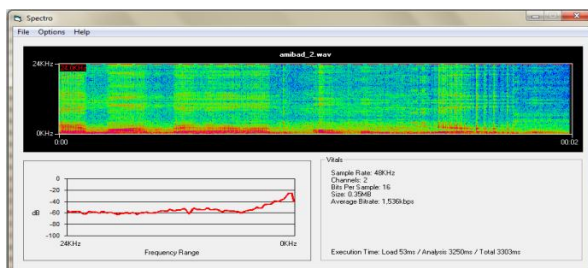 Spectro
File Options Help
amibad_2.wav
24KHz
0KHz
0:00
00:02
Vitals
Sample Rate: 48KHz
Channels: 2
Bits Per Sample: 16
Size: 0.35MB
Average Bitrate: 1,536kbps
Execution Time: Load 53ms / Analysis 3250ms / Total 3303ms
0
-20
-40
dB
-60
-80
-100
24KHz
0KHz
Frequency Range